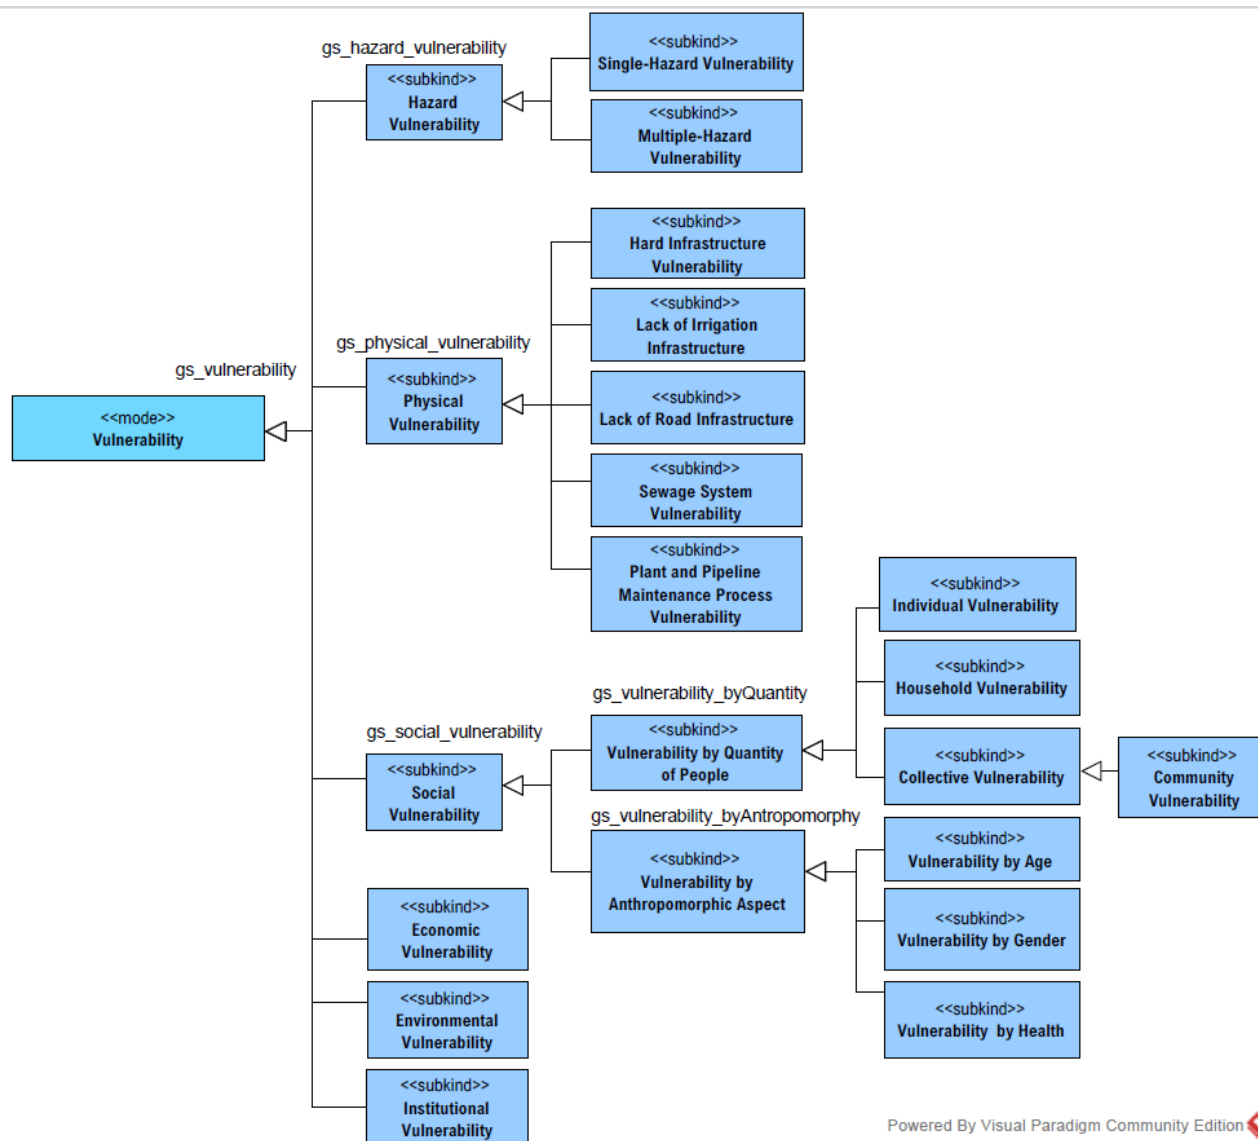 gs_hazard_vulnerability
<<subkind>>
Hazard
Vulnerability
<<subkind>>
Single-Hazard Vulnerability
<<subkind>>
Multiple-Hazard
Vulnerability
gs_physical_vulnerability
<<subkind>>
Physical
Vulnerability
<<subkind>>
Hard Infrastructure
Vulnerability
<<subkind>>
Lack of Irrigation
Infrastructure
<<subkind>>
Lack of Road Infrastructure
<<subkind>>
Sewage System
Vulnerability
<<subkind>>
Plant and Pipeline
Maintenance Process
Vulnerability
gs_vulnerability
<<mode>>
Vulnerability
gs_social_vulnerability
<<subkind>>
Social
Vulnerability
gs_vulnerability_byQuantity
<<subkind>>
Vulnerability by Quantity
of People
<<subkind>>
Individual Vulnerability
<<subkind>>
Household Vulnerability
<<subkind>>
Collective Vulnerability
<<subkind>>
Community
Vulnerability
gs_vulnerability_byAntropomorphy
<<subkind>>
Vulnerability by
Anthropomorphic Aspect
<<subkind>>
Vulnerability by Age
<<subkind>>
Vulnerability by Gender
<<subkind>>
Vulnerability by Health
<<subkind>>
Economic
Vulnerability
<<subkind>>
Environmental
Vulnerability
<<subkind>>
Institutional
Vulnerability
Powered By Visual Paradigm Community Edition